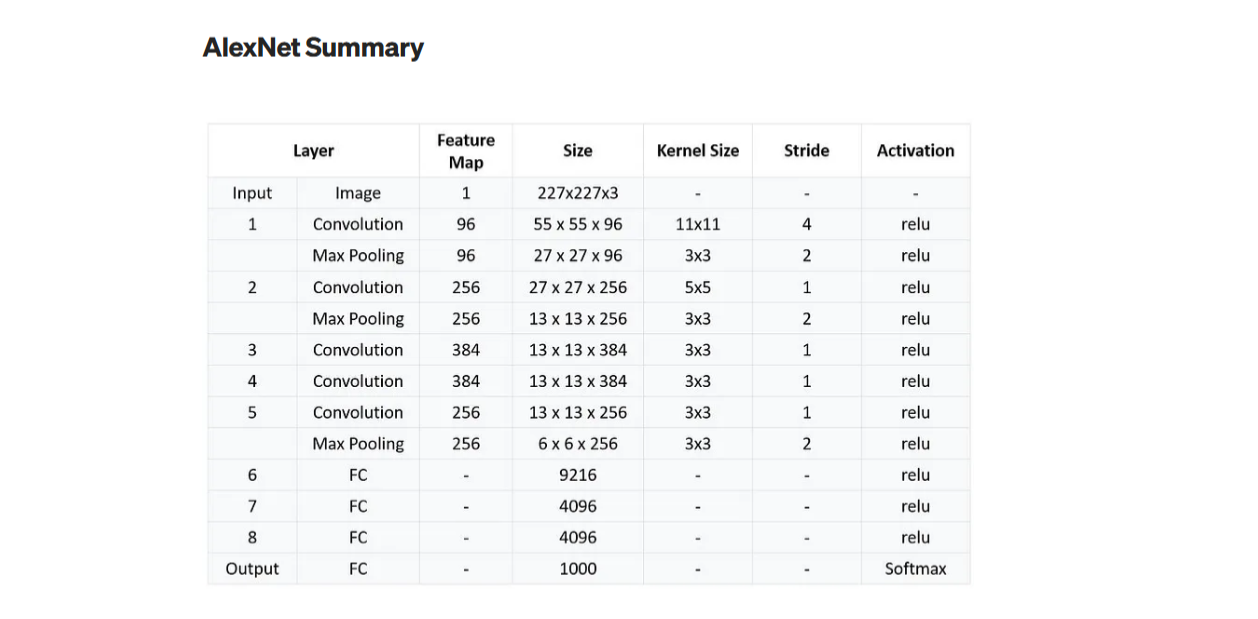 AlexNet Summary
Layer Feature Map Size Kernel Size Stride Activation
Input Image 1 227x227x3 - - -
1 Convolution 96 55 x 55 x 96 11x11 4 relu
Max Pooling 96 27 x 27 x 96 3x3 2 relu
2 Convolution 256 27 x 27 x 256 5x5 1 relu
Max Pooling 256 13 x 13 x 256 3x3 2 relu
3 Convolution 384 13 x 13 x 384 3x3 1 relu
4 Convolution 384 13 x 13 x 384 3x3 1 relu
5 Convolution 256 13 x 13 x 256 3x3 1 relu
Max Pooling 256 6 x 6 x 256 3x3 2 relu
6 FC - 9216 - - relu
7 FC - 4096 - - relu
8 FC - 4096 - - relu
Output FC - 1000 - - Softmax